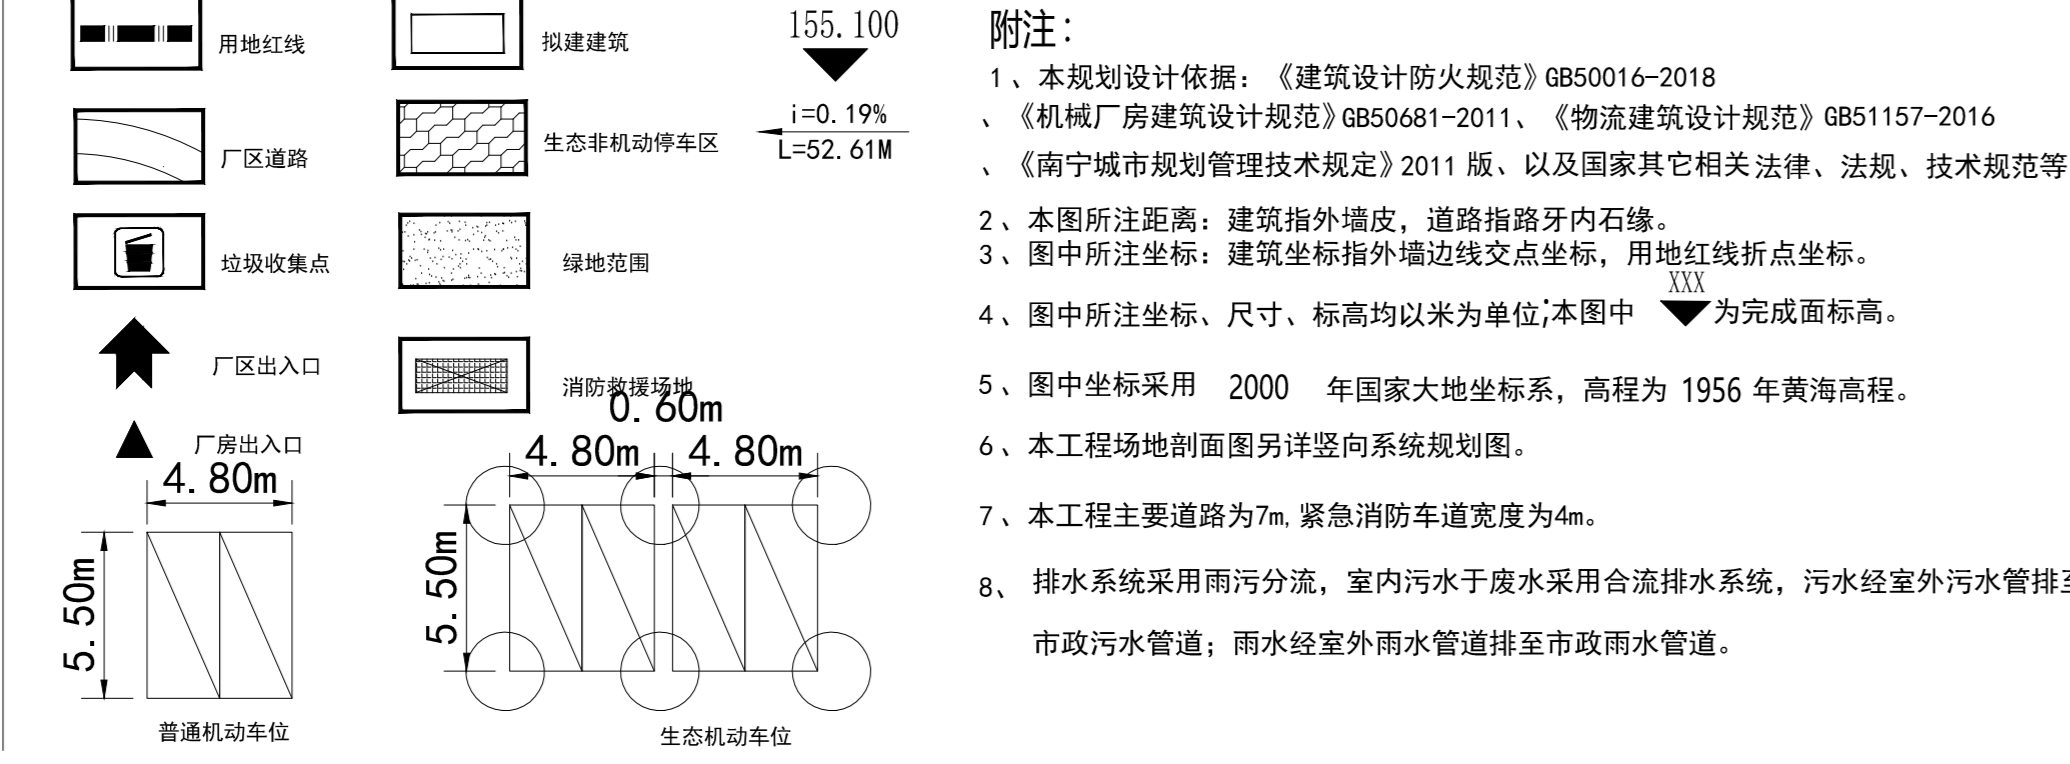 用地红线
拟建建筑
155.100
厂区道路
生态非机动停车区
i=0.19%
L=52.61M
垃圾收集点
绿地范围
厂区出入口
消防救援场地
厂房出入口
4.80m
5.50m
普通机动车位
0.60m
4.80m 4.80m
5.50m
生态机动车位
附注：
1、本规划设计依据：《建筑设计防火规范》GB50016-2018
、《机械厂房建筑设计规范》GB50681-2011、《物流建筑设计规范》GB51157-2016
、《南宁城市规划管理技术规定》2011 版、以及国家其它相关法律、法规、技术规范等
2、本图所注距离：建筑指外墙皮，道路指路牙内石缘。
3、图中所注坐标：建筑坐标指外墙边线交点坐标，用地红线折点坐标。
XXX
4、图中所注坐标、尺寸、标高均以米为单位;本图中 为完成面标高。
5、图中坐标采用 2000 年国家大地坐标系，高程为 1956 年黄海高程。
6、本工程场地剖面图另详竖向系统规划图。
7、本工程主要道路为7m,紧急消防车道宽度为4m。
8、排水系统采用雨污分流，室内污水于废水采用合流排水系统，污水经室外污水管排至
市政污水管道；雨水经室外雨水管道排至市政雨水管道。